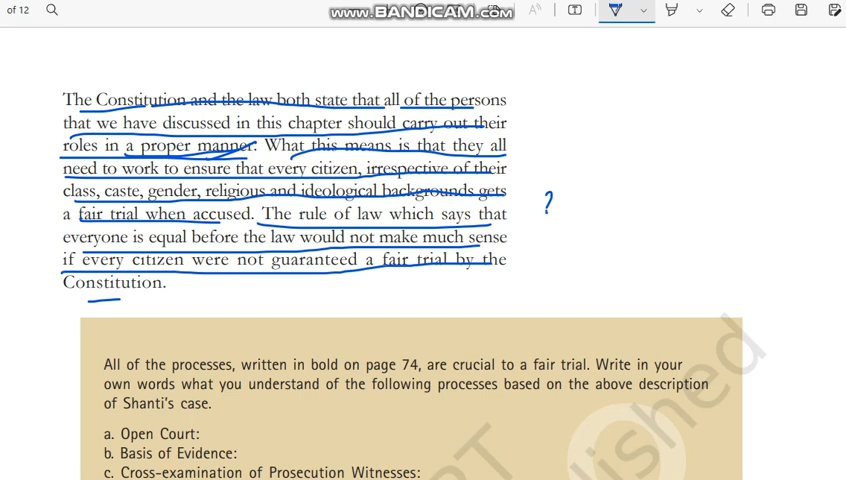 of 12
www.BANDICAM.com
The Constitution and the law both state that all of the persons
that we have discussed in this chapter should carry out their
roles in a proper manner. What this means is that they all
need to work to ensure that every citizen, irrespective of their
class, caste, gender, religious and ideological backgrounds gets
a fair trial when accused. The rule of law which says that
everyone is equal before the law would not make much sense
if every citizen were not guaranteed a fair trial by the
Constitution.
?
All of the processes, written in bold on page 74, are crucial to a fair trial. Write in your
own words what you understand of the following processes based on the above description
of Shanti's case.
a. Open Court:
b. Basis of Evidence:
c. Cross-examination of Prosecution Witnesses: